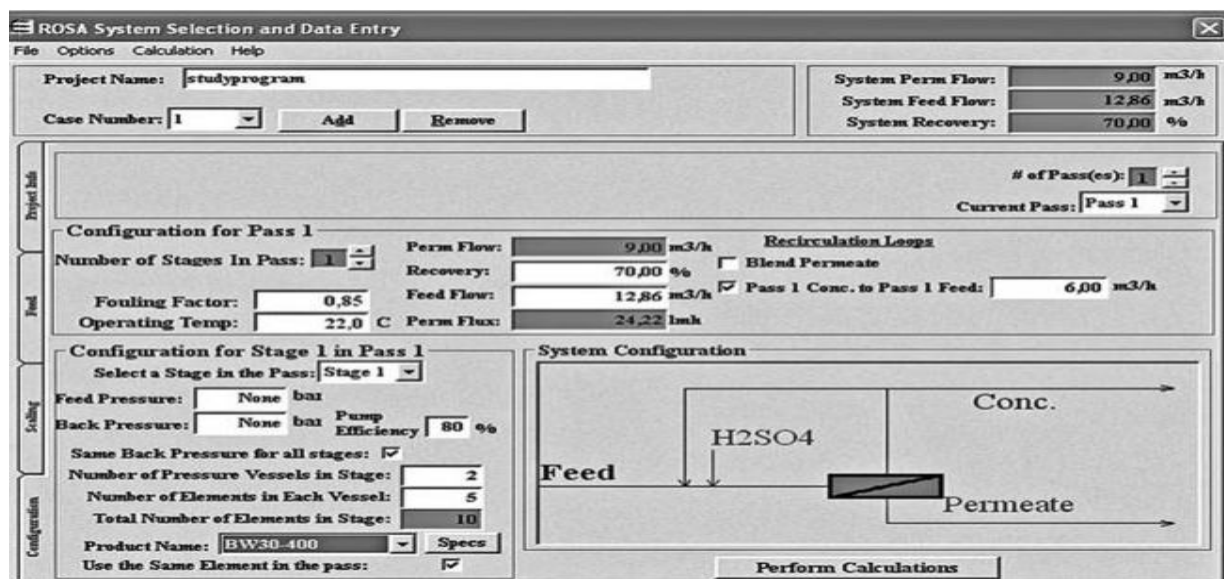 ROSA System Selection and Data Entry
File Options Calculation Help
Project Name: studyprogram
Case Number: 1 Add Remove
System Perm Flow: 9,00 m3/h
System Feed Flow: 12,86 m3/h
System Recovery: 70,00 %
Project Info
Feed
Scaling
Configuration
# of Pass(es): 1
Current Pass: Pass 1
Configuration for Pass 1
Number of Stages In Pass: 1
Fouling Factor: 0,85
Operating Temp: 22,0 C
Perm Flow: 9,00 m3/h
Recovery: 70,00 %
Feed Flow: 12,86 m3/h
Perm Flux: 24,22 lmh
Recirculation Loops
Blend Permeate
Pass 1 Conc. to Pass 1 Feed: 6,00 m3/h
Configuration for Stage 1 in Pass 1
Select a Stage in the Pass: Stage 1
Feed Pressure: None bar
Back Pressure: None bar
Pump Efficiency 80 %
Same Back Pressure for all stages:
Number of Pressure Vessels in Stage: 2
Number of Elements in Each Vessel: 5
Total Number of Elements in Stage: 10
Product Name: BW30-400 Specs
Use the Same Element in the pass:
System Configuration
Conc.
H2SO4
Feed
Permeate
Perform Calculations